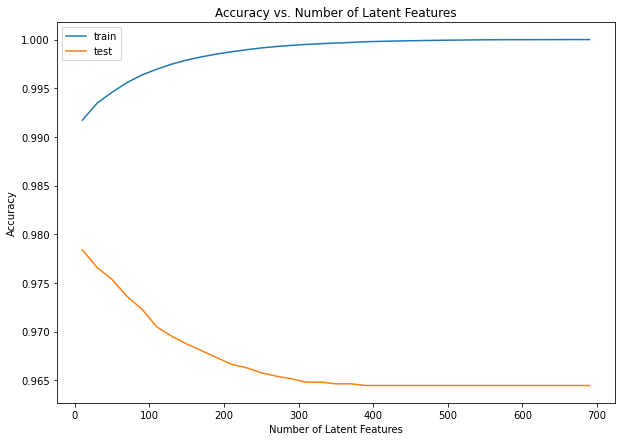 Accuracy vs. Number of Latent Features
train
test
1.000
0.995
0.990
0.985
0.980
0.975
0.970
0.965
Accuracy
0 100 200 300 400 500 600 700
Number of Latent Features